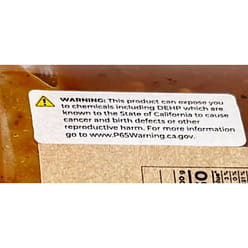 WARNING: This product can expose you
to chemicals including DEHP which are
known to the State of California to cause
cancer and birth defects or other
reproductive harm. For more information
go to www.P65Warning.ca.gov.